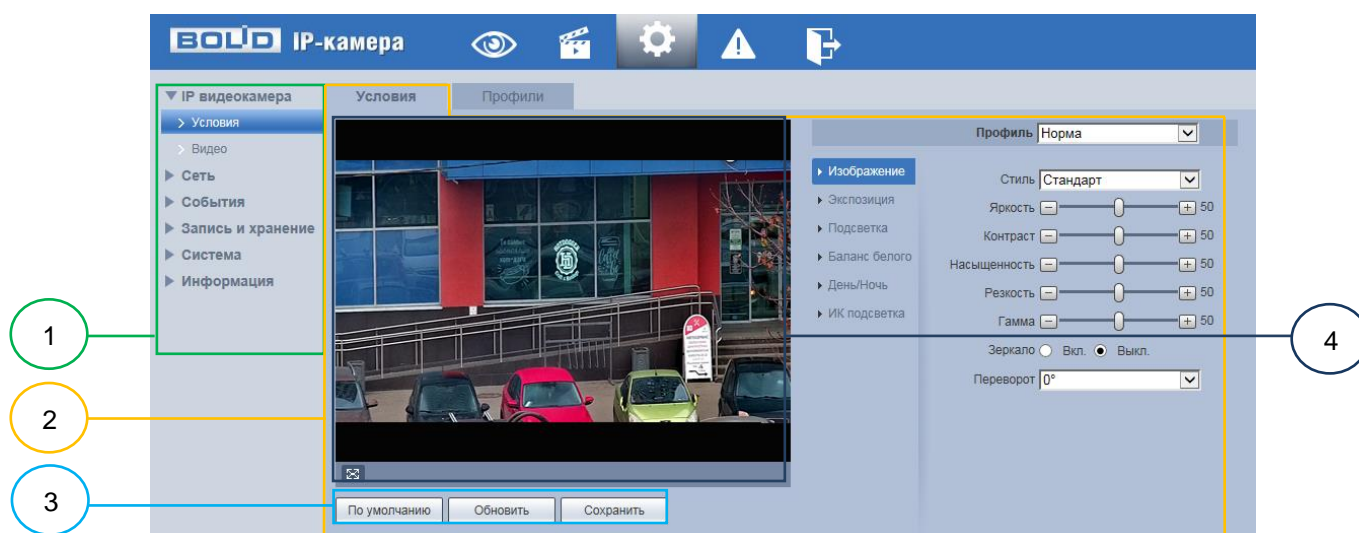 BOLID IP-камера
IP видеокамера
Условия
Видео
Сеть
События
Запись и хранение
Система
Информация
Условия Профили
Профиль Норма
Изображение
Экспозиция
Подсветка
Баланс белого
День/Ночь
ИК подсветка
Стиль Стандарт
Яркость 50
Контраст 50
Насыщенность 50
Резкость 50
Гамма 50
Зеркало Вкл. Выкл.
Переворот 0°
По умолчанию Обновить Сохранить
1
2
3
4